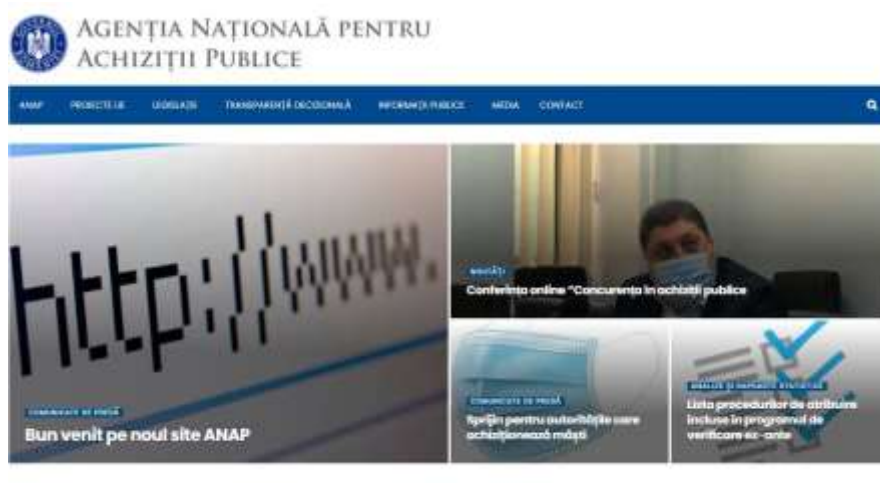 AGENȚIA NAȚIONALĂ PENTRU
ACHIZIȚII PUBLICE
ANAP PROIECTE UE LEGISLAȚIE TRANSPARENȚĂ DECIZIONALĂ INFORMAȚII PUBLICE MEDIA CONTACT
http://www.
NOUTĂȚI
Conferința online "Concurența în achiziții publice
COMUNICATE DE PRESĂ
Bun venit pe noul site ANAP
COMUNICATE DE PRESĂ
Sprijin pentru autoritățile care
achiziționează măști
ANALIZE ȘI RAPOARTE STATISTICE
Lista procedurilor de atribuire
incluse în programul de
verificare ex-ante